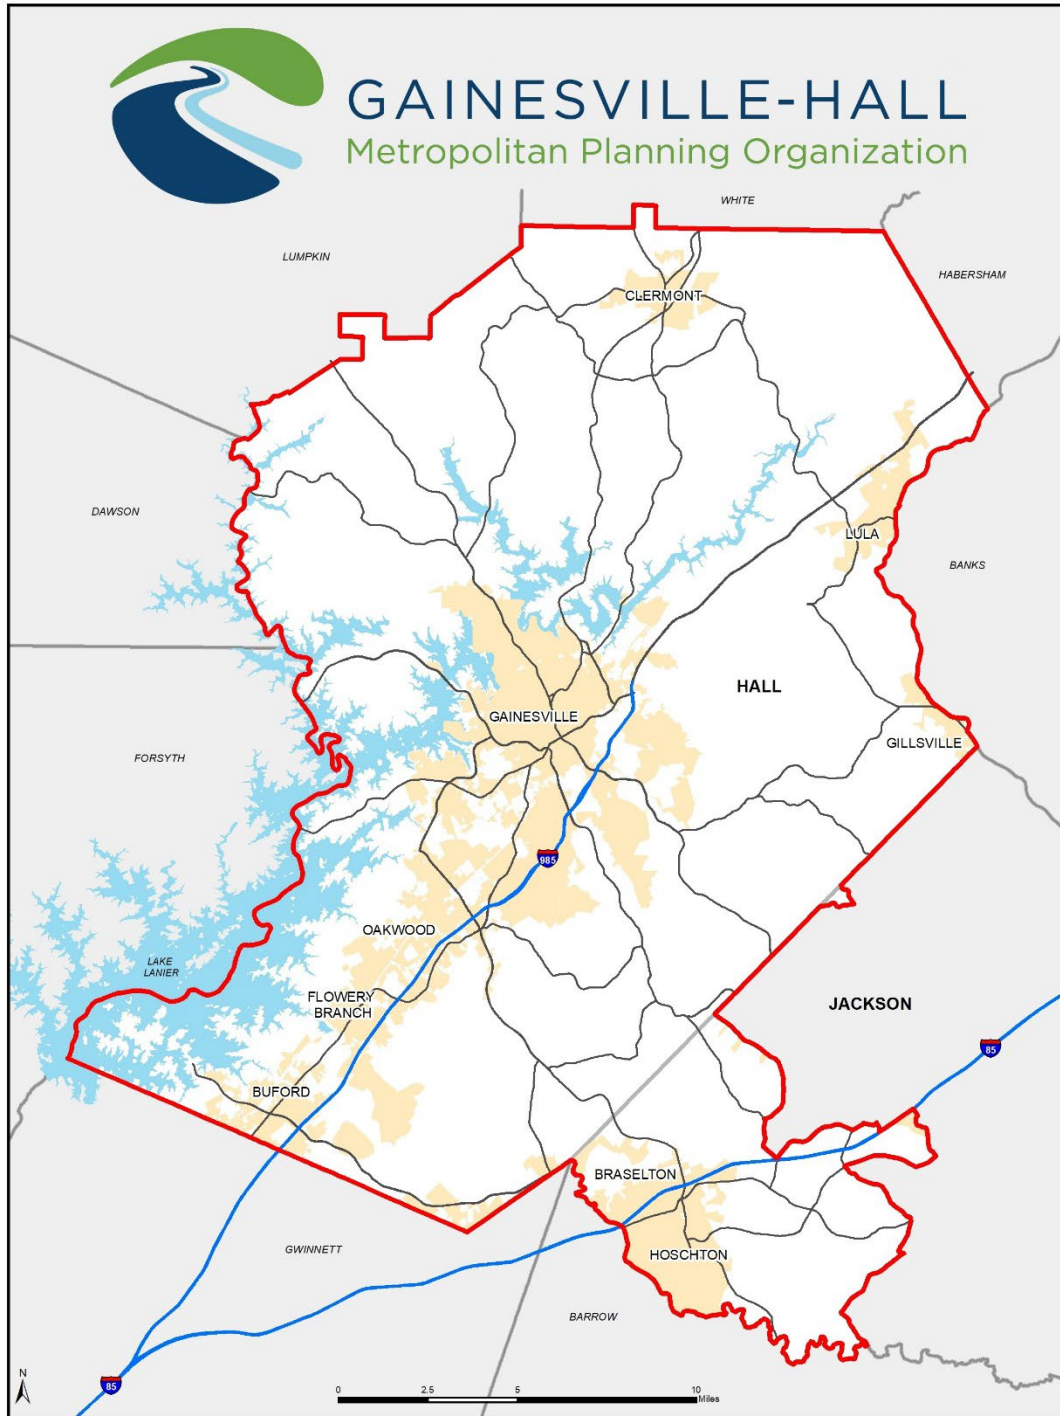 GAINESVILLE-HALL
Metropolitan Planning Organization
WHITE
LUMPKIN
HABERSHAM
CLERMONT
DAWSON
LULA
BANKS
HALL
GAINESVILLE
GILLSVILLE
FORSYTH
985
OAKWOOD
LAKE
LANIER
FLOWERY
BRANCH
JACKSON
85
BUFORD
BRASELTON
GWINNETT
HOSCHTON
BARROW
85
N
0 2.5 5 10
Miles